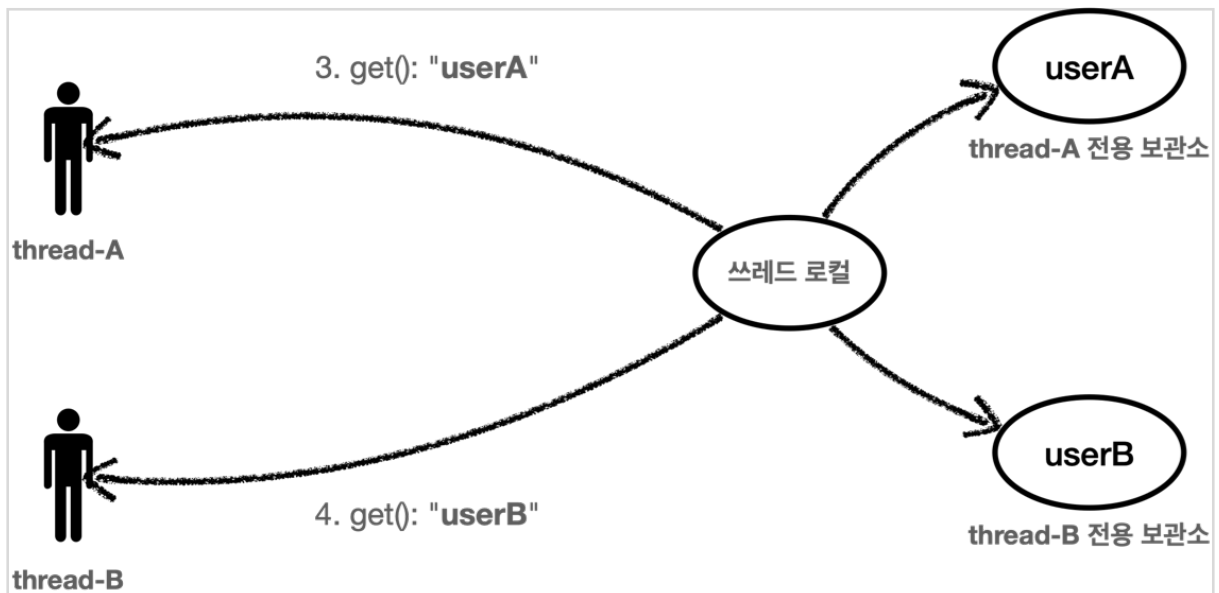 3. get(): "userA"
userA
thread-A 전용 보관소
thread-A
쓰레드 로컬
userB
4. get(): "userB"
thread-B 전용 보관소
thread-B